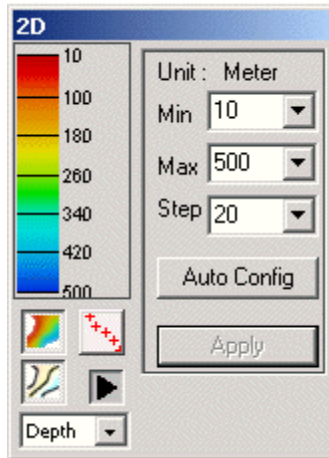 2D
10
100
180
260
340
420
500
Unit : Meter
Min 10
Max 500
Step 20
Auto Config
Apply
Depth